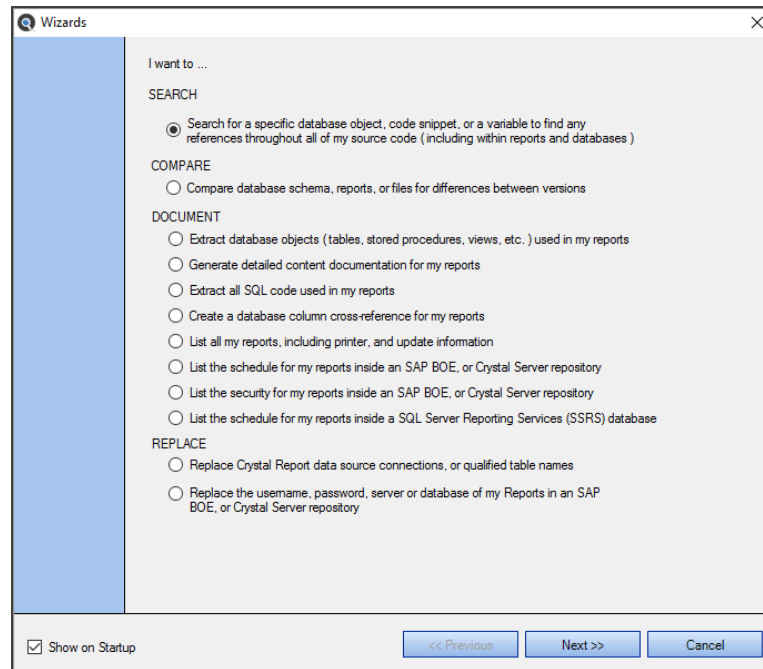 Wizards
I want to ...
SEARCH
Search for a specific database object, code snippet, or a variable to find any
references throughout all of my source code ( including within reports and databases )
COMPARE
Compare database schema, reports, or files for differences between versions
DOCUMENT
Extract database objects ( tables, stored procedures, views, etc. ) used in my reports
Generate detailed content documentation for my reports
Extract all SQL code used in my reports
Create a database column cross-reference for my reports
List all my reports, including printer, and update information
List the schedule for my reports inside an SAP BOE, or Crystal Server repository
List the security for my reports inside an SAP BOE, or Crystal Server repository
List the schedule for my reports inside a SQL Server Reporting Services (SSRS) database
REPLACE
Replace Crystal Report data source connections, or qualified table names
Replace the username, password, server or database of my Reports in an SAP
BOE, or Crystal Server repository
Show on Startup
<< Previous
Next >>
Cancel